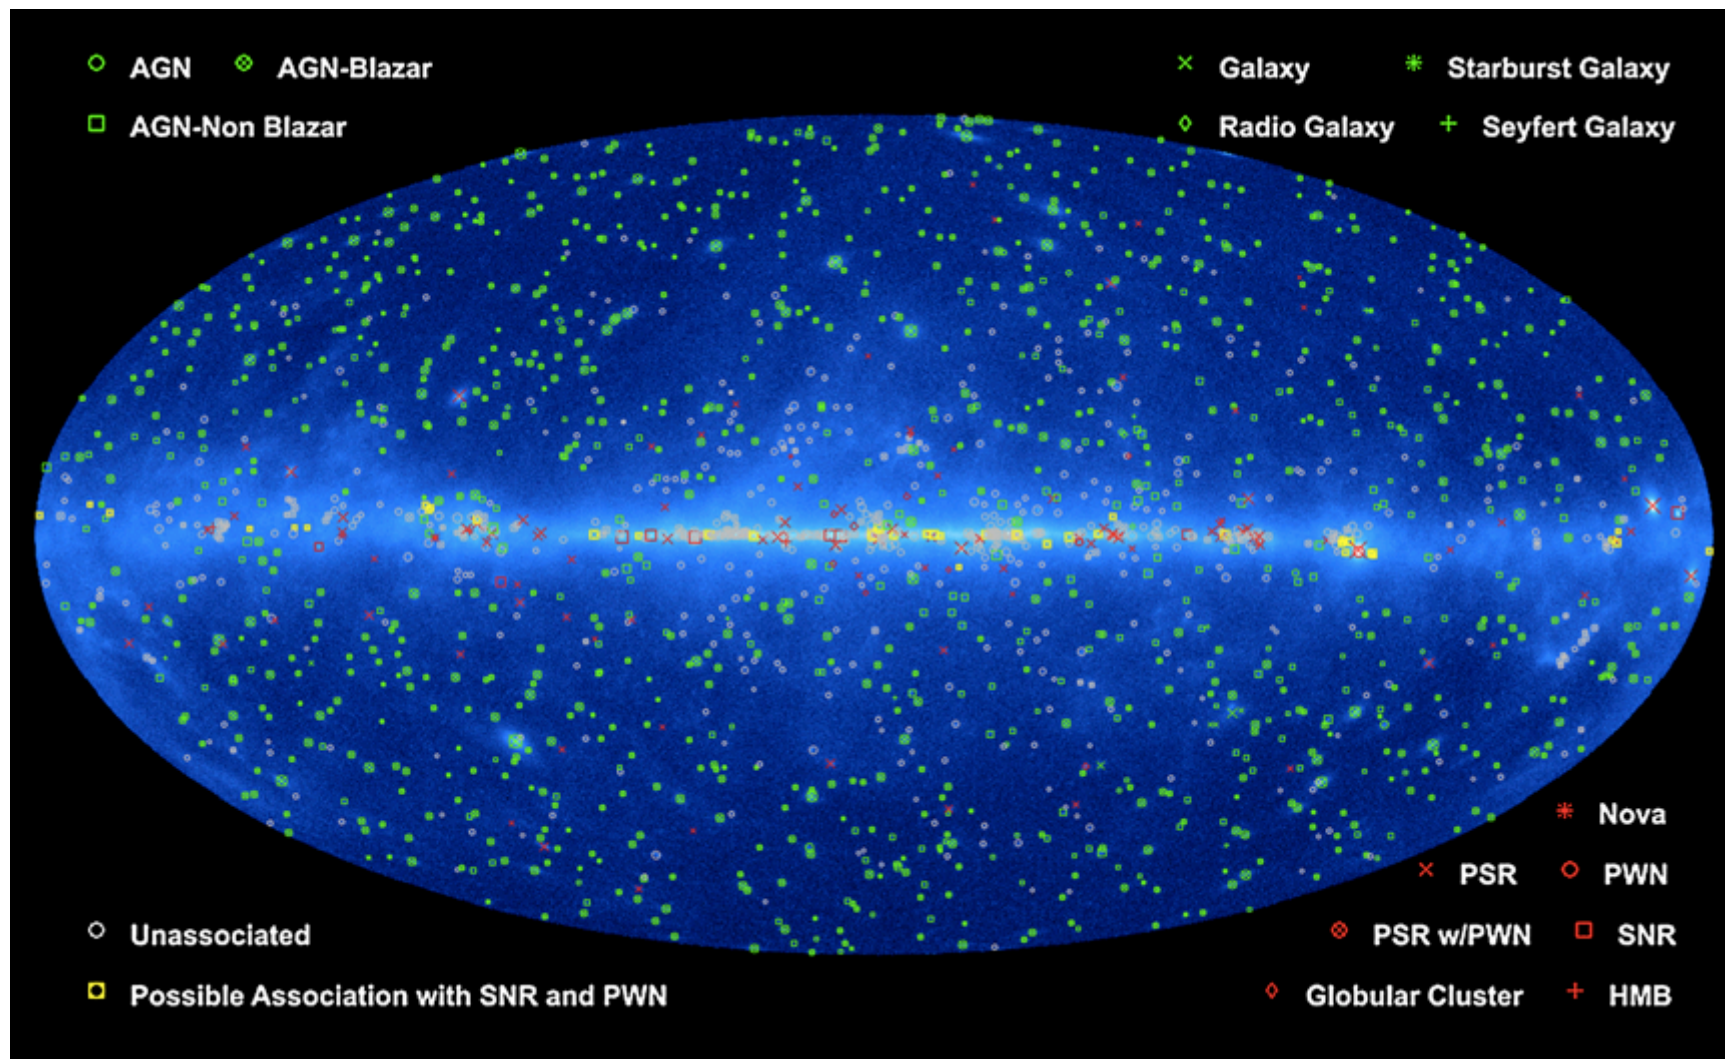 AGN AGN-Blazar
AGN-Non Blazar
Galaxy Starburst Galaxy
Radio Galaxy Seyfert Galaxy
Unassociated
Possible Association with SNR and PWN
Nova
PSR PWN
PSR w/PWN SNR
Globular Cluster HMB